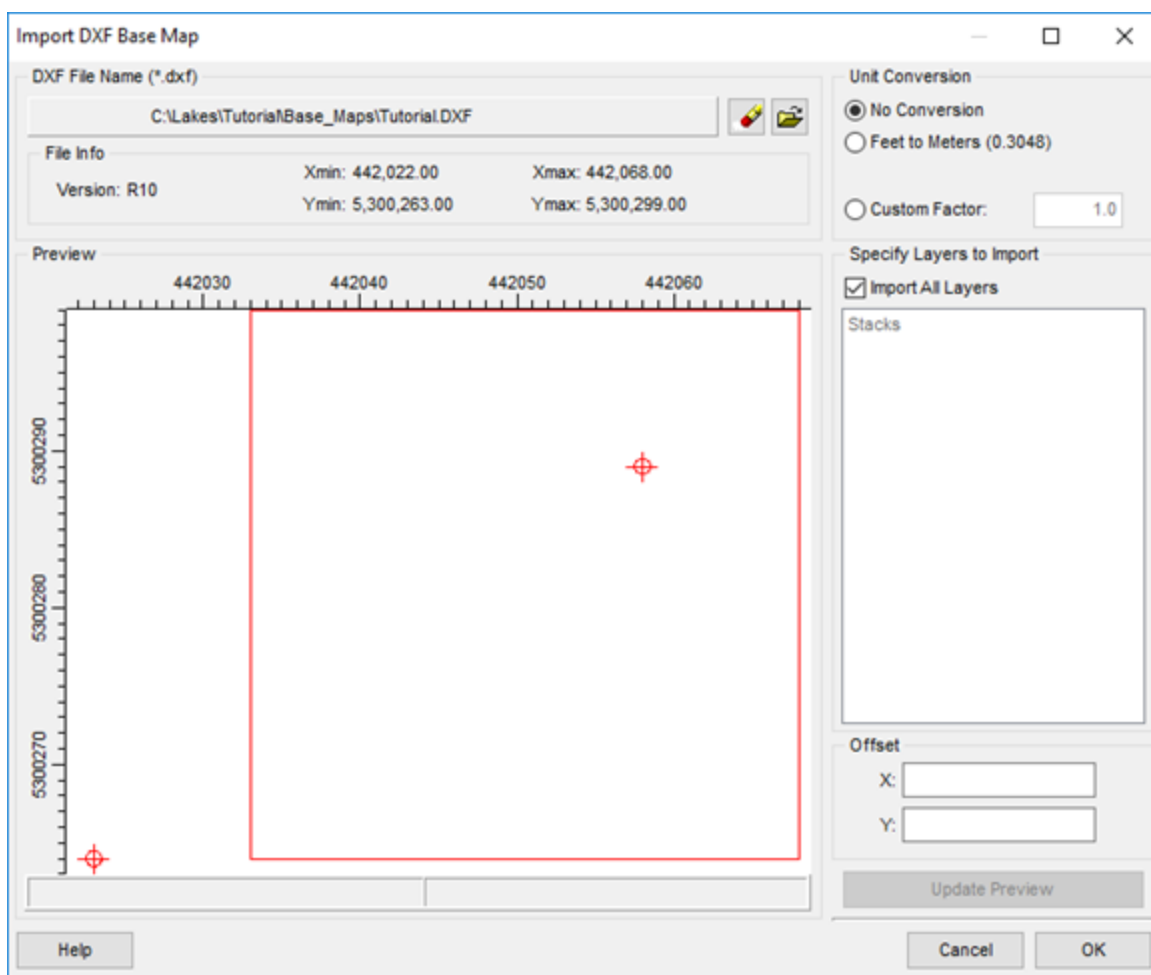 Import DXF Base Map
DXF File Name (*.dxf)
C:\Lakes\Tutorial\Base_Maps\Tutorial.DXF
File Info
Version: R10
Xmin: 442,022.00 Xmax: 442,068.00
Ymin: 5,300,263.00 Ymax: 5,300,299.00
Unit Conversion
No Conversion
Feet to Meters (0.3048)
Custom Factor: 1.0
Preview
442030 442040 442050 442060
5300290
5300280
5300270
Specify Layers to Import
Import All Layers
Stacks
Offset
X:
Y:
Update Preview
Help
Cancel
OK